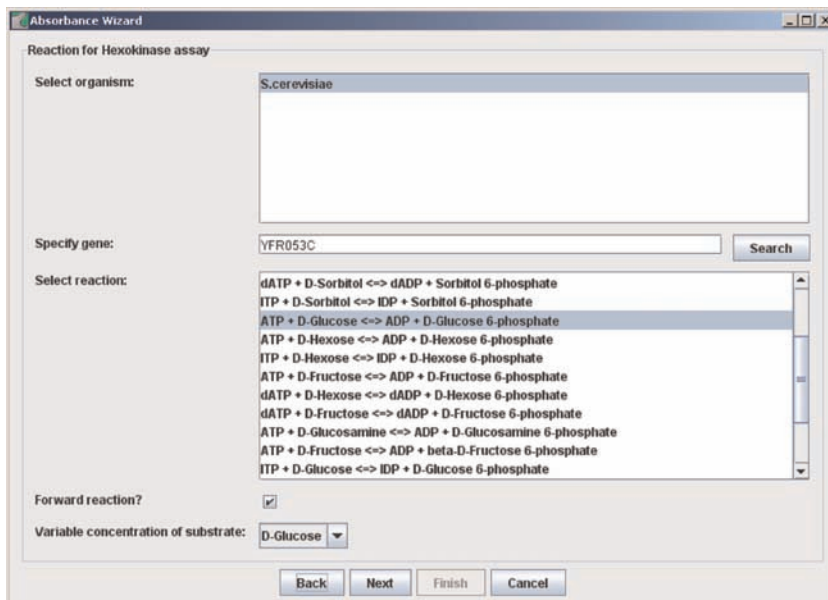 Absorbance Wizard
Reaction for Hexokinase assay
Select organism:
S.cerevisiae
Specify gene:
YFR053C
Search
Select reaction:
dATP + D-Sorbitol <=> dADP + Sorbitol 6-phosphate
ITP + D-Sorbitol <=> IDP + Sorbitol 6-phosphate
ATP + D-Glucose <=> ADP + D-Glucose 6-phosphate
ATP + D-Hexose <=> ADP + D-Hexose 6-phosphate
ITP + D-Hexose <=> IDP + D-Hexose 6-phosphate
ATP + D-Fructose <=> ADP + D-Fructose 6-phosphate
dATP + D-Hexose <=> dADP + D-Hexose 6-phosphate
dATP + D-Fructose <=> dADP + D-Fructose 6-phosphate
ATP + D-Glucosamine <=> ADP + D-Glucosamine 6-phosphate
ATP + D-Fructose <=> ADP + beta-D-Fructose 6-phosphate
ITP + D-Glucose <=> IDP + D-Glucose 6-phosphate
Forward reaction?
Variable concentration of substrate:
D-Glucose
Back
Next
Finish
Cancel